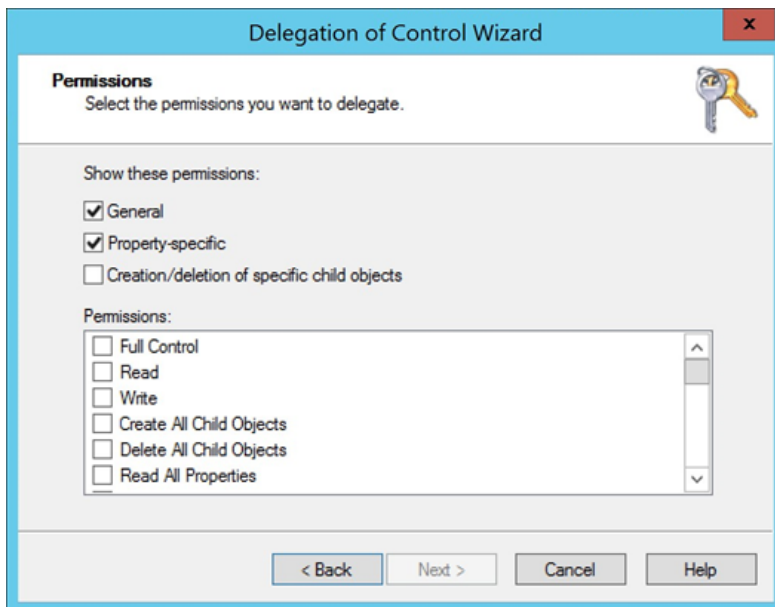 Delegation of Control Wizard
x
Permissions
Select the permissions you want to delegate.
Show these permissions:
General
Property-specific
Creation/deletion of specific child objects
Permissions:
Full Control
Read
Write
Create All Child Objects
Delete All Child Objects
Read All Properties
< Back Next > Cancel Help